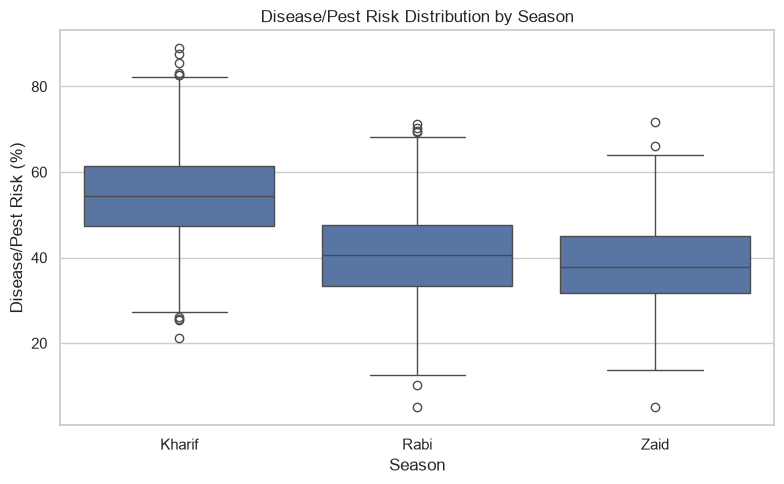 Disease/Pest Risk Distribution by Season
Disease/Pest Risk (%)
80
60
40
20
Kharif
Rabi
Zaid
Season